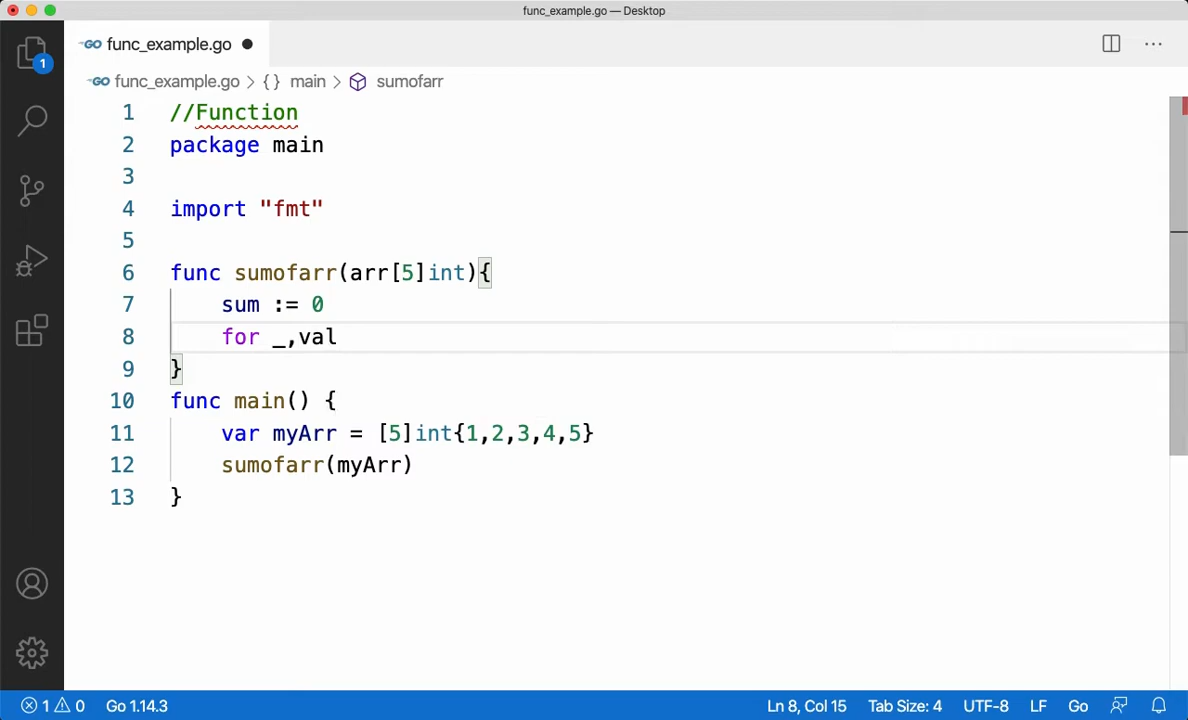 func_example.go — Desktop
GO func_example.go
GO func_example.go > {} main > sumofarr
1
1 //Function
2 package main
3
4 import "fmt"
5
6 func sumofarr(arr[5]int){
7 sum := 0
8 for _,val
9 }
10 func main() {
11 var myArr = [5]int{1,2,3,4,5}
12 sumofarr(myArr)
13 }
1 0 Go 1.14.3 Ln 8, Col 15 Tab Size: 4 UTF-8 LF Go